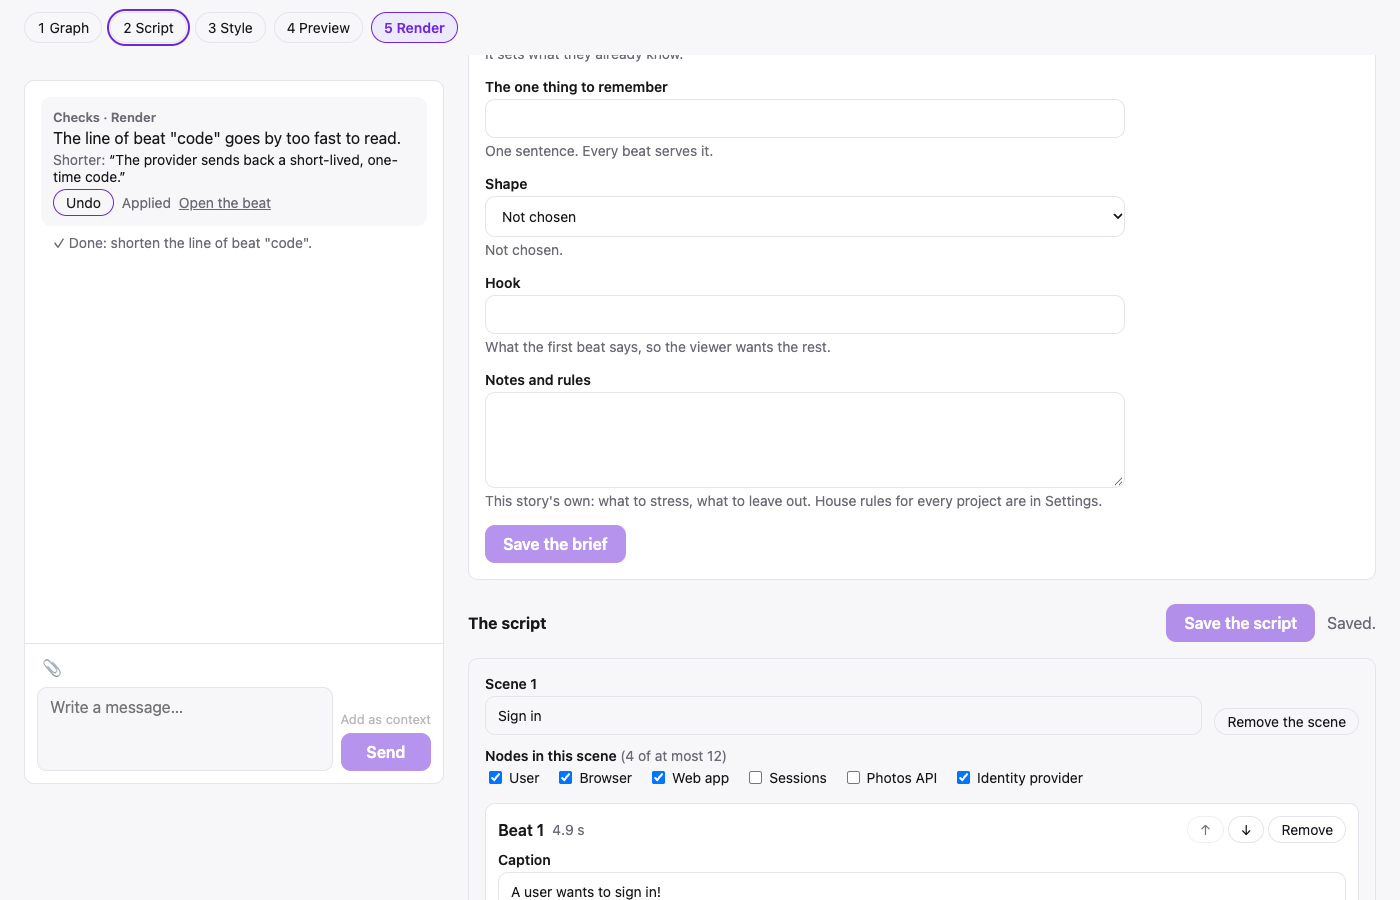 1 Graph
2 Script
3 Style
4 Preview
5 Render
Checks · Render
The line of beat "code" goes by too fast to read.
Shorter: “The provider sends back a short-lived, one-
time code.”
Undo
Applied
Open the beat
✓ Done: shorten the line of beat "code".
Write a message...
Add as context
Send
It sets what they already know.
The one thing to remember
One sentence. Every beat serves it.
Shape
Not chosen
Not chosen.
Hook
What the first beat says, so the viewer wants the rest.
Notes and rules
This story's own: what to stress, what to leave out. House rules for every project are in Settings.
Save the brief
The script
Save the script
Saved.
Scene 1
Sign in
Remove the scene
Nodes in this scene (4 of at most 12)
User
Browser
Web app
Sessions
Photos API
Identity provider
Beat 1 4.9 s
↑
↓
Remove
Caption
A user wants to sign in!